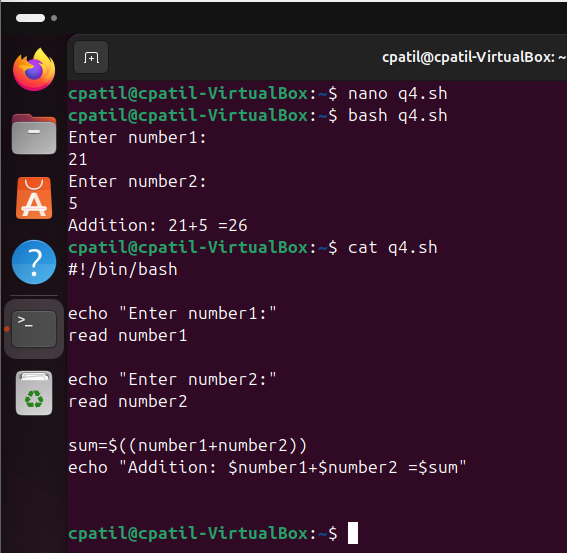 cpatil@cpatil-VirtualBox: ~
cpatil@cpatil-VirtualBox:~$ nano q4.sh
cpatil@cpatil-VirtualBox:~$ bash q4.sh
Enter number1:
21
Enter number2:
5
Addition: 21+5 =26
cpatil@cpatil-VirtualBox:~$ cat q4.sh
#!/bin/bash
echo "Enter number1:"
read number1
echo "Enter number2:"
read number2
sum=$((number1+number2))
echo "Addition: $number1+$number2 =$sum"
cpatil@cpatil-VirtualBox:~$